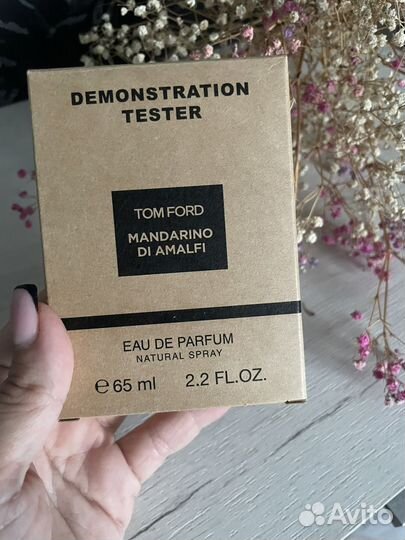 DEMONSTRATION
TESTER
TOM FORD
MANDARINO
DI AMALFI
EAU DE PARFUM
NATURAL SPRAY
℮ 65 ml 2.2 FL.OZ.
Avito